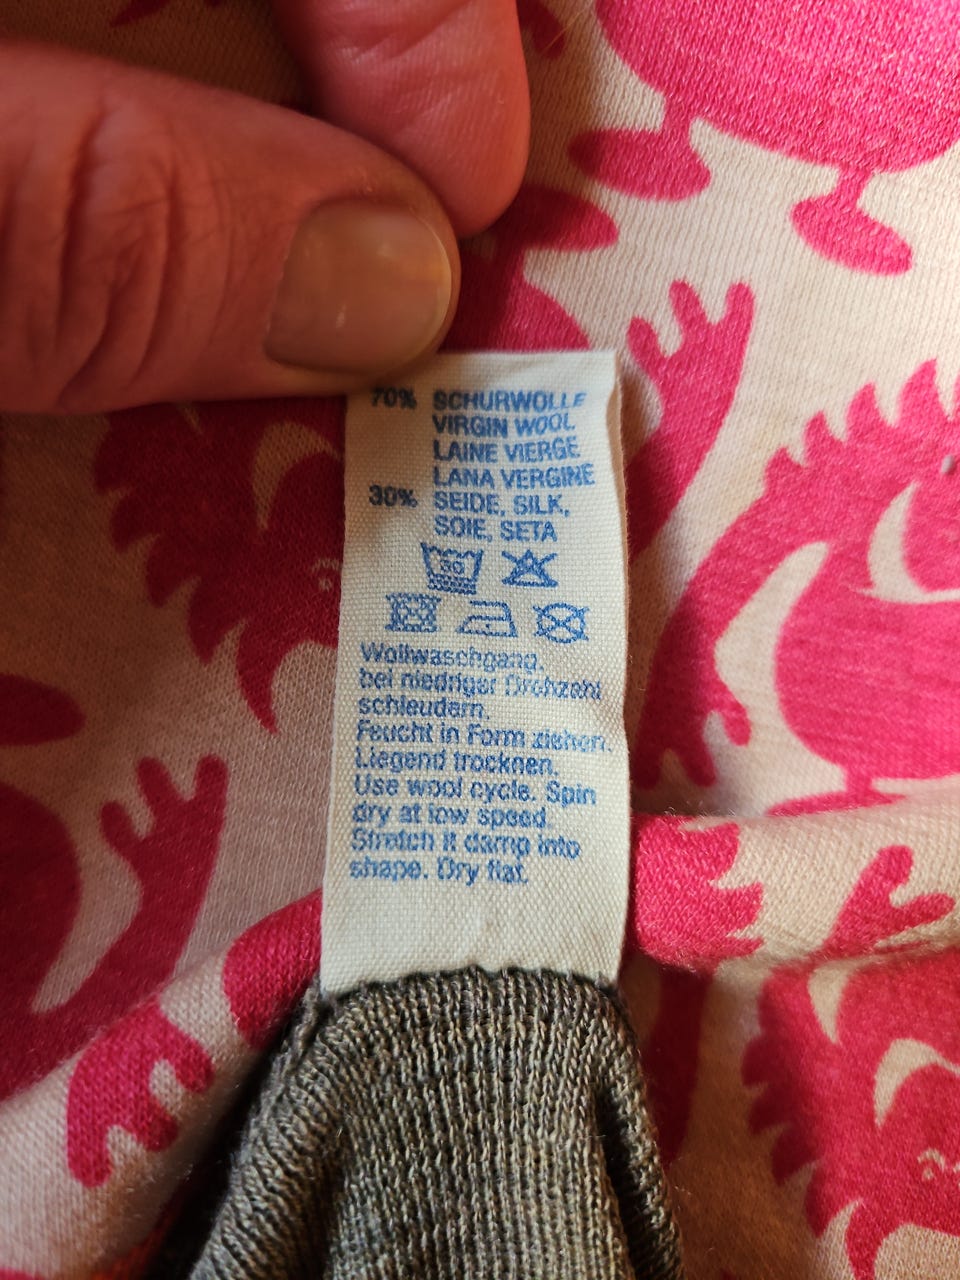 70% SCHURWOLLE
VIRGIN WOOL
LAINE VIERGE
LANA VERGINE
30% SEIDE, SILK,
SOIE, SETA
30
Wollwaschgang,
bei niedriger Drehzahl
schleudern.
Feucht in Form ziehen.
Liegend trocknen.
Use wool cycle. Spin
dry at low speed.
Stretch it damp into
shape. Dry flat.